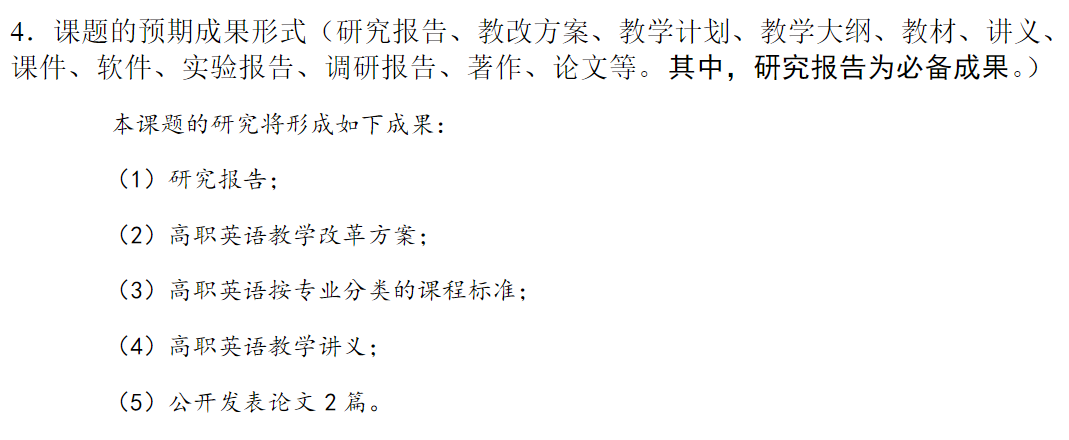 4．课题的预期成果形式（研究报告、教改方案、教学计划、教学大纲、教材、讲义、
课件、软件、实验报告、调研报告、著作、论文等。其中，研究报告为必备成果。）
本课题的研究将形成如下成果：
（1）研究报告；
（2）高职英语教学改革方案；
（3）高职英语按专业分类的课程标准；
（4）高职英语教学讲义；
（5）公开发表论文 2 篇。